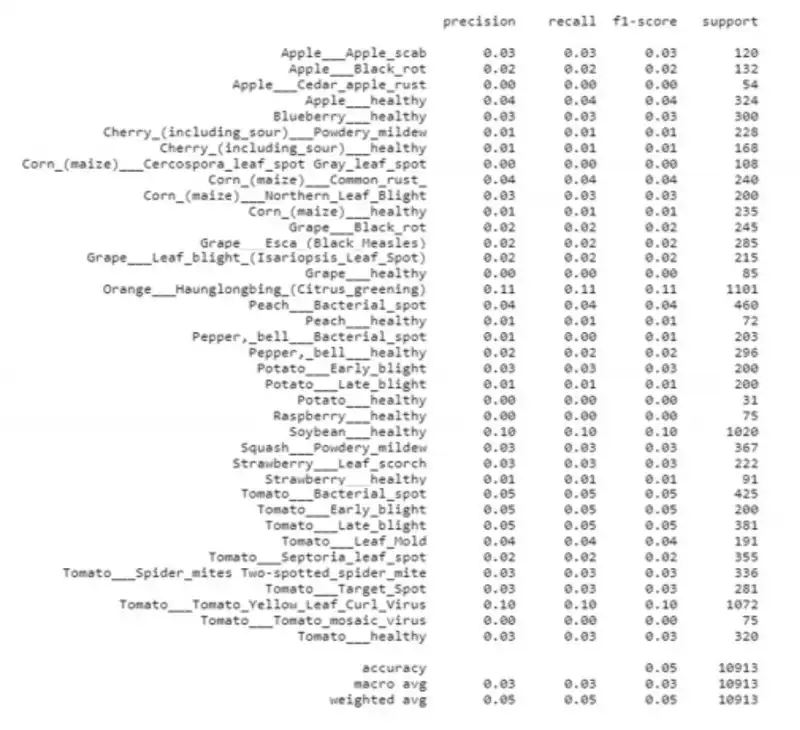 precision recall f1-score support
Apple___Apple_scab 0.03 0.03 0.03 120
Apple___Black_rot 0.02 0.02 0.02 132
Apple___Cedar_apple_rust 0.00 0.00 0.00 54
Apple___healthy 0.04 0.04 0.04 324
Blueberry___healthy 0.03 0.03 0.03 300
Cherry_(including_sour)___Powdery_mildew 0.01 0.01 0.01 228
Cherry_(including_sour)___healthy 0.01 0.01 0.01 168
Corn_(maize)___Cercospora_leaf_spot Gray_leaf_spot 0.00 0.00 0.00 108
Corn_(maize)___Common_rust_ 0.04 0.04 0.04 240
Corn_(maize)___Northern_Leaf_Blight 0.03 0.03 0.03 200
Corn_(maize)___healthy 0.01 0.01 0.01 235
Grape___Black_rot 0.02 0.02 0.02 245
Grape___Esca_(Black_Measles) 0.02 0.02 0.02 285
Grape___Leaf_blight_(Isariopsis_Leaf_Spot) 0.02 0.02 0.02 215
Grape___healthy 0.00 0.00 0.00 85
Orange___Haunglongbing_(Citrus_greening) 0.11 0.11 0.11 1101
Peach___Bacterial_spot 0.04 0.04 0.04 460
Peach___healthy 0.01 0.01 0.01 72
Pepper,_bell___Bacterial_spot 0.01 0.00 0.01 203
Pepper,_bell___healthy 0.02 0.02 0.02 296
Potato___Early_blight 0.03 0.03 0.03 200
Potato___Late_blight 0.01 0.01 0.01 200
Potato___healthy 0.00 0.00 0.00 31
Raspberry___healthy 0.00 0.00 0.00 75
Soybean___healthy 0.10 0.10 0.10 1020
Squash___Powdery_mildew 0.03 0.03 0.03 367
Strawberry___Leaf_scorch 0.03 0.03 0.03 222
Strawberry___healthy 0.01 0.01 0.01 91
Tomato___Bacterial_spot 0.05 0.05 0.05 425
Tomato___Early_blight 0.05 0.05 0.05 200
Tomato___Late_blight 0.05 0.05 0.05 381
Tomato___Leaf_Mold 0.04 0.04 0.04 191
Tomato___Septoria_leaf_spot 0.02 0.02 0.02 355
Tomato___Spider_mites Two-spotted_spider_mite 0.03 0.03 0.03 336
Tomato___Target_Spot 0.03 0.03 0.03 281
Tomato___Tomato_Yellow_Leaf_Curl_Virus 0.10 0.10 0.10 1072
Tomato___Tomato_mosaic_virus 0.00 0.00 0.00 75
Tomato___healthy 0.03 0.03 0.03 320
accuracy 0.05 10913
macro avg 0.03 0.03 0.03 10913
weighted avg 0.05 0.05 0.05 10913